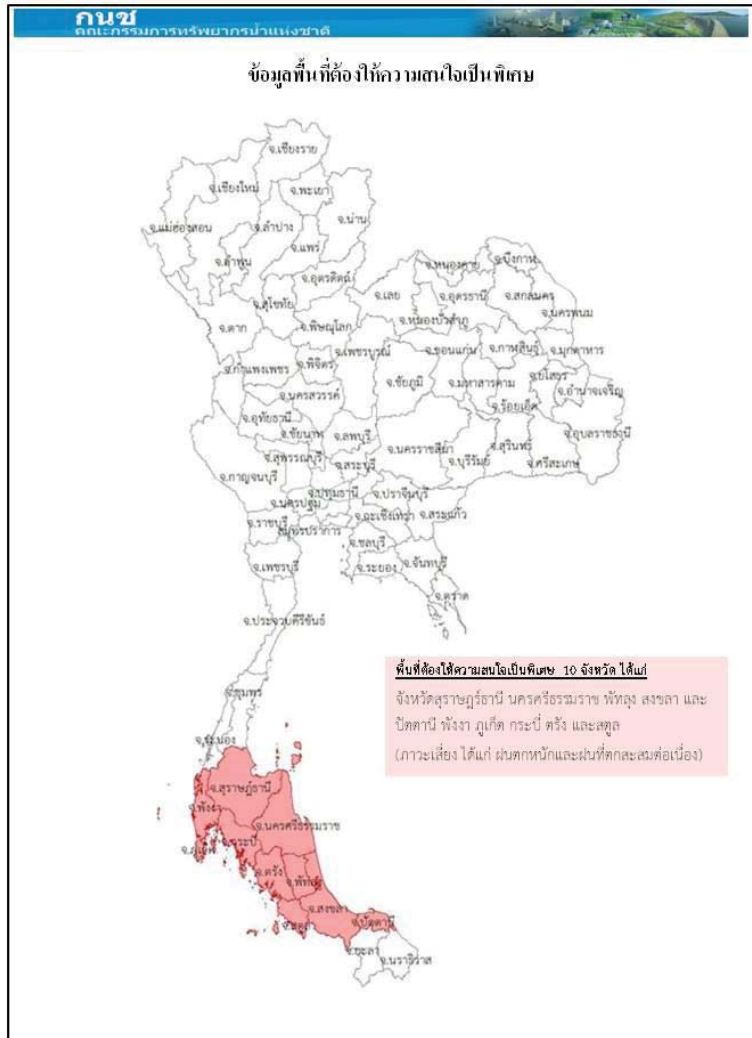 กนช
คณะกรรมการทรัพยากรน้ำแห่งชาติ
ข้อมูลพื้นที่ต้องให้ความสนใจเป็นพิเศษ
จ.เชียงราย
จ.เชียงใหม่
จ.พะเยา
จ.น่าน
จ.แม่ฮ่องสอน
จ.ลำปาง
จ.แพร่
จ.ลำพูน
จ.อุตรดิตถ์
จ.บึงกาฬ
จ.หนองคาย
จ.เลย
จ.อุดรธานี
จ.สกลนคร
จ.สุโขทัย
จ.นครพนม
จ.ตาก
จ.พิษณุโลก
จ.หนองบัวลำภู
จ.เพชรบูรณ์
จ.ขอนแก่น
จ.กาฬสินธุ์
จ.มุกดาหาร
จ.กำแพงเพชร
จ.พิจิตร
จ.ชัยภูมิ
จ.มหาสารคาม
จ.ยโสธร
จ.อำนาจเจริญ
จ.นครสวรรค์
จ.ร้อยเอ็ด
จ.อุทัยธานี
จ.ชัยนาท
จ.ลพบุรี
จ.อุบลราชธานี
จ.สุพรรณบุรี
จ.สระบุรี
จ.นครราชสีมา
จ.บุรีรัมย์
จ.สุรินทร์
จ.ศรีสะเกษ
จ.กาญจนบุรี
จ.ปทุมธานี
จ.ปราจีนบุรี
จ.นครปฐม
จ.ฉะเชิงเทรา
จ.สระแก้ว
จ.ราชบุรี
สมุทรปราการ
จ.ชลบุรี
จ.เพชรบุรี
จ.ระยอง
จ.จันทบุรี
จ.ตราด
จ.ประจวบคีรีขันธ์
พื้นที่ต้องให้ความสนใจเป็นพิเศษ 10 จังหวัด ได้แก่
จังหวัดสุราษฎร์ธานี นครศรีธรรมราช พัทลุง สงขลา และ
ปัตตานี พังงา ภูเก็ต กระบี่ ตรัง และสตูล
(ภาวะเสี่ยง ได้แก่ ฝนตกหนักและฝนที่ตกสะสมต่อเนื่อง)
จ.ชุมพร
จ.ระนอง
จ.สุราษฎร์ธานี
จ.พังงา
จ.นครศรีธรรมราช
จ.กระบี่
จ.ภูเก็ต
จ.ตรัง
จ.พัทลุง
จ.สงขลา
จ.สตูล
จ.ปัตตานี
จ.ยะลา
จ.นราธิวาส